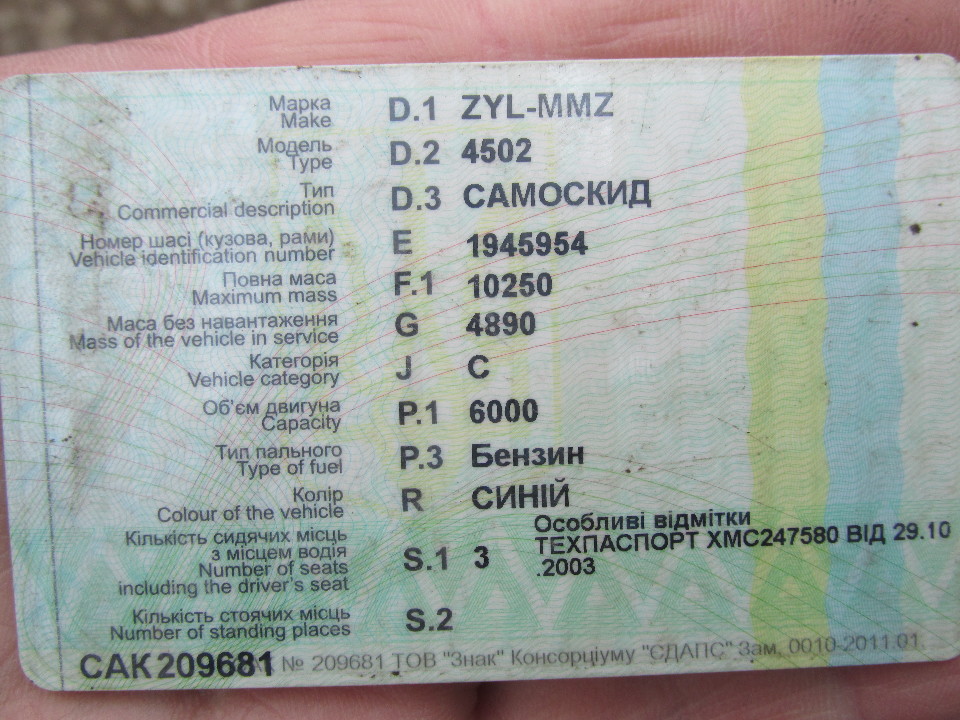 Марка
Make D.1 ZYL-MMZ
Модель
Type D.2 4502
Тип
Commercial description D.3 САМОСКИД
Номер шасі (кузова, рами)
Vehicle identification number E 1945954
Повна маса
Maximum mass F.1 10250
Маса без навантаження
Mass of the vehicle in service G 4890
Категорія
Vehicle category J C
Об'єм двигуна
Capacity P.1 6000
Тип пального
Type of fuel P.3 Бензин
Колір
Colour of the vehicle R СИНІЙ
Кількість сидячих місць
з місцем водія
Number of seats
including the driver's seat S.1 3
Особливі відмітки
ТЕХПАСПОРТ ХМС247580 ВІД 29.10
.2003
Кількість стоячих місць
Number of standing places S.2
САК209681 № 209681 ТОВ "Знак" Консорціуму "ЄДАПС" Зам. 0010-2011.01.